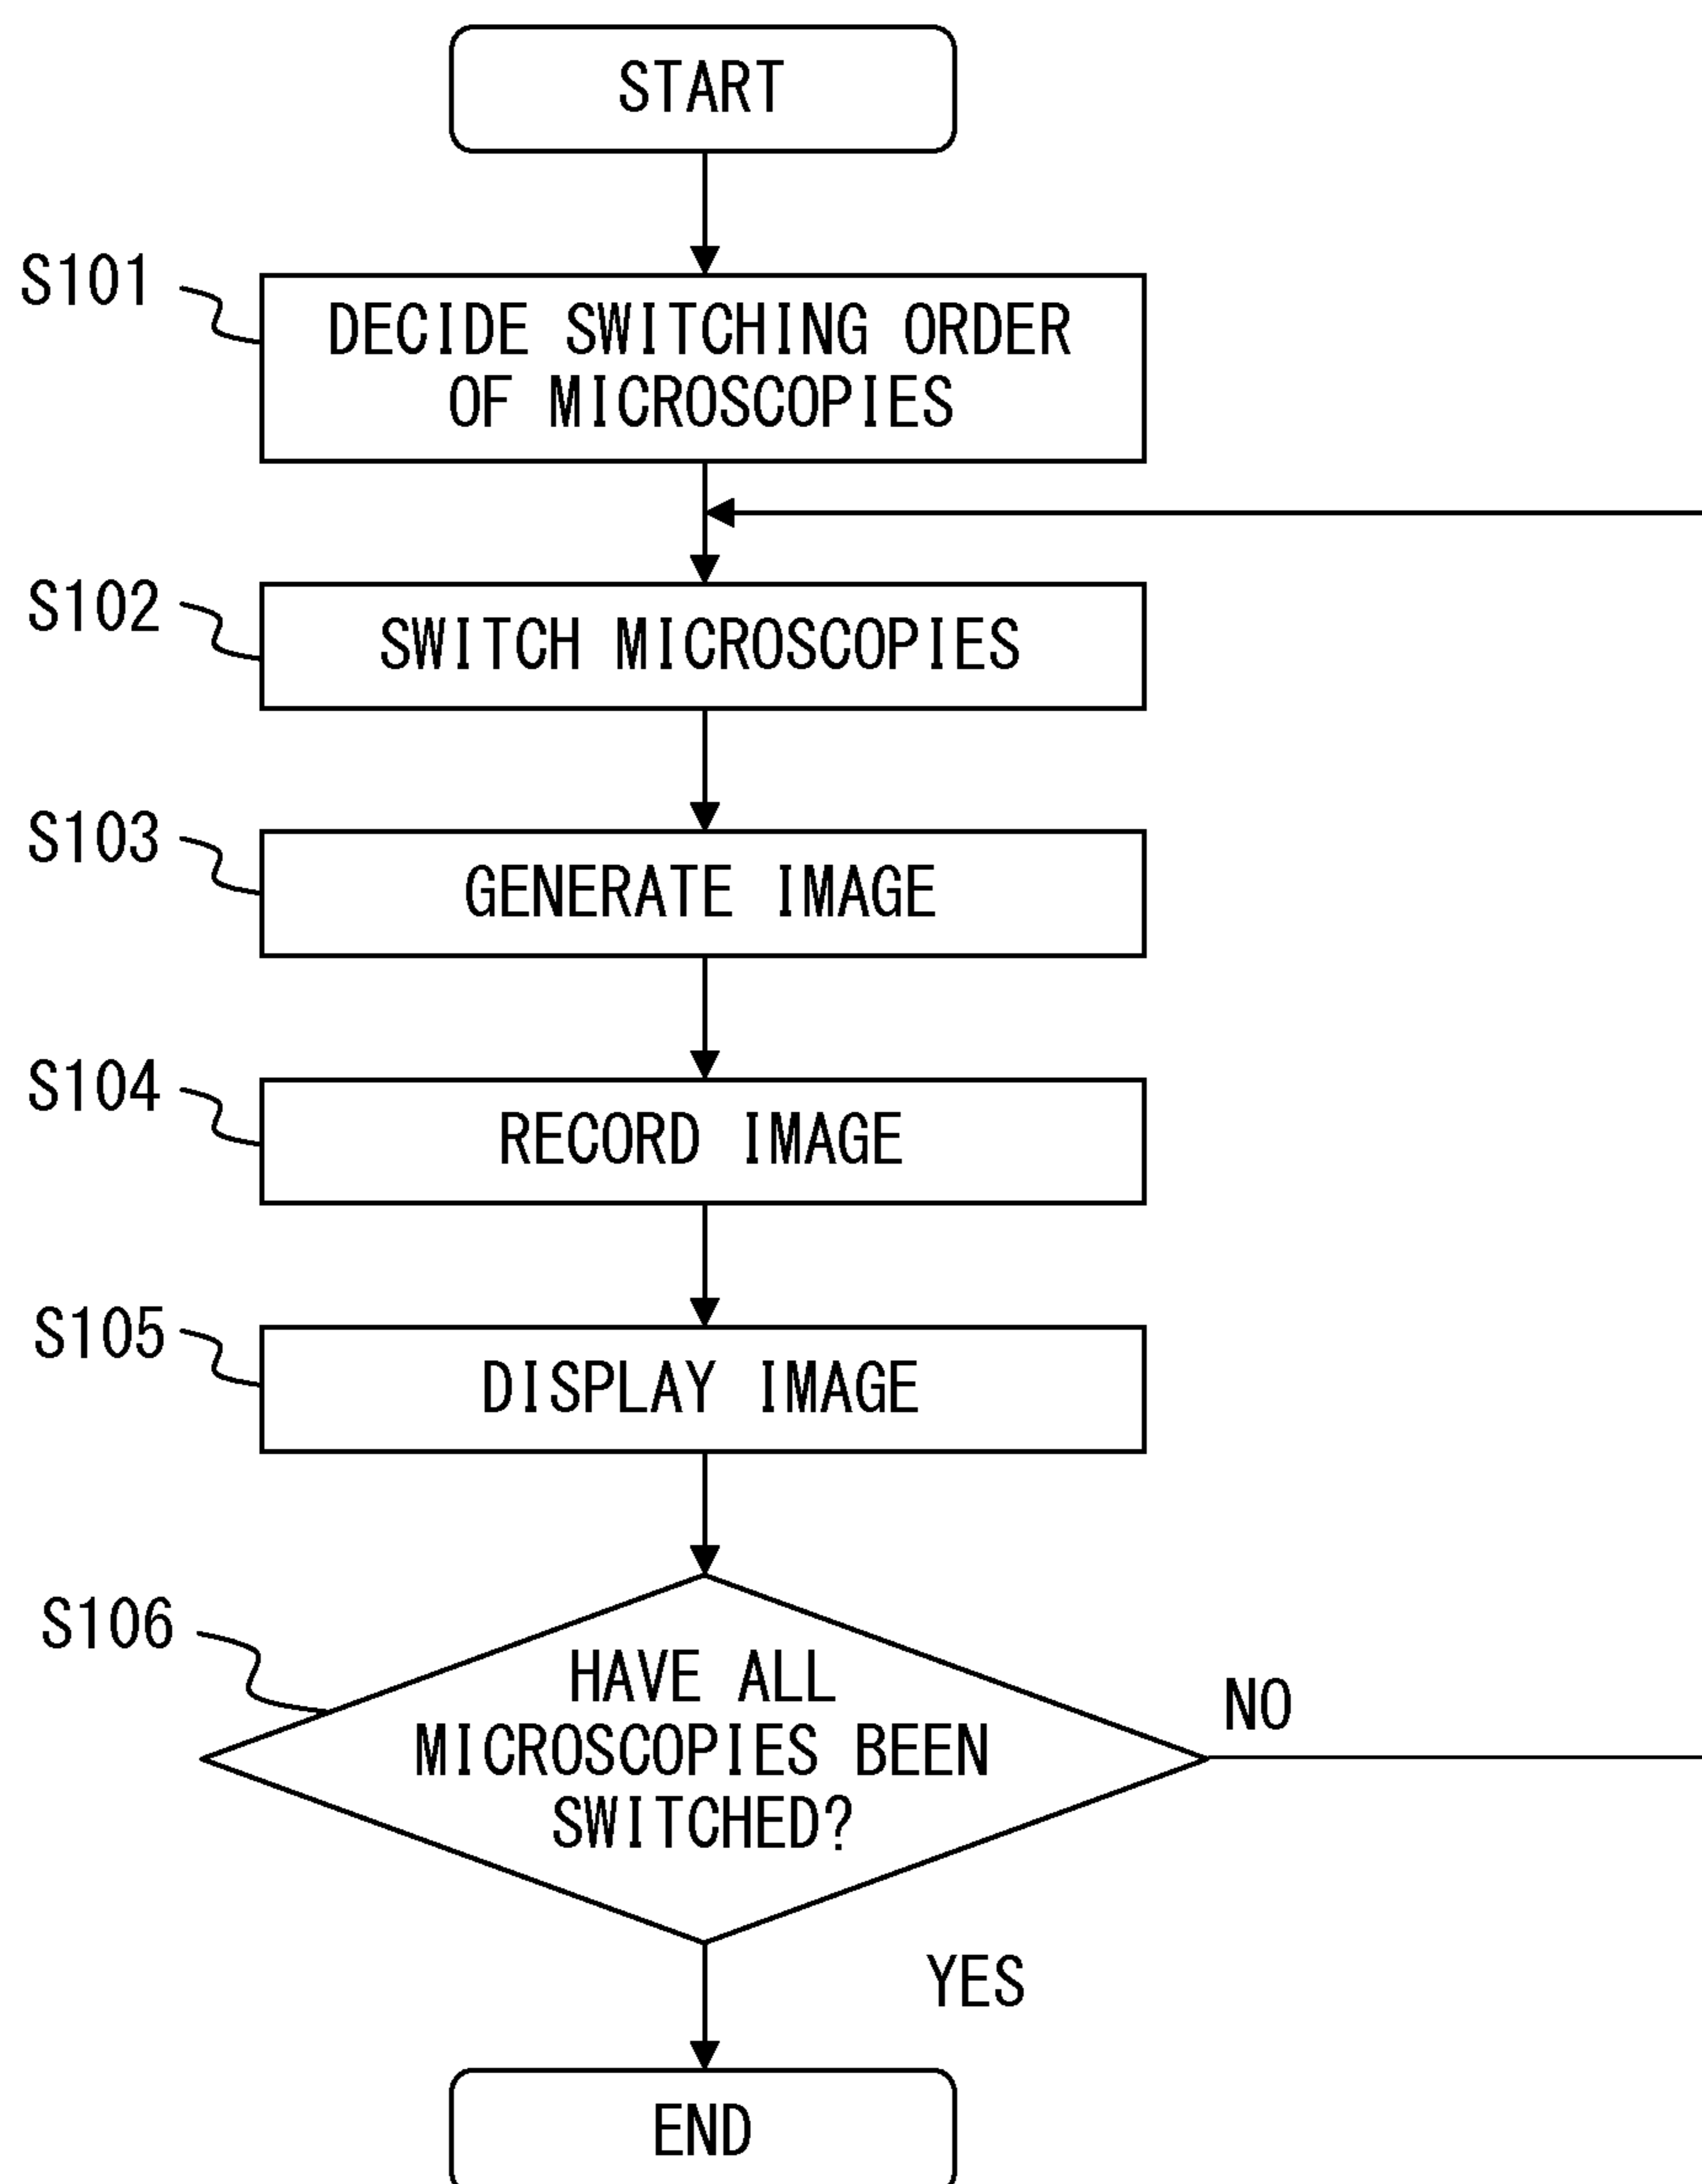 START
S101
DECIDE SWITCHING ORDER
OF MICROSCOPIES
S102
SWITCH MICROSCOPIES
S103
GENERATE IMAGE
S104
RECORD IMAGE
S105
DISPLAY IMAGE
S106
HAVE ALL
MICROSCOPIES BEEN
SWITCHED?
NO
YES
END